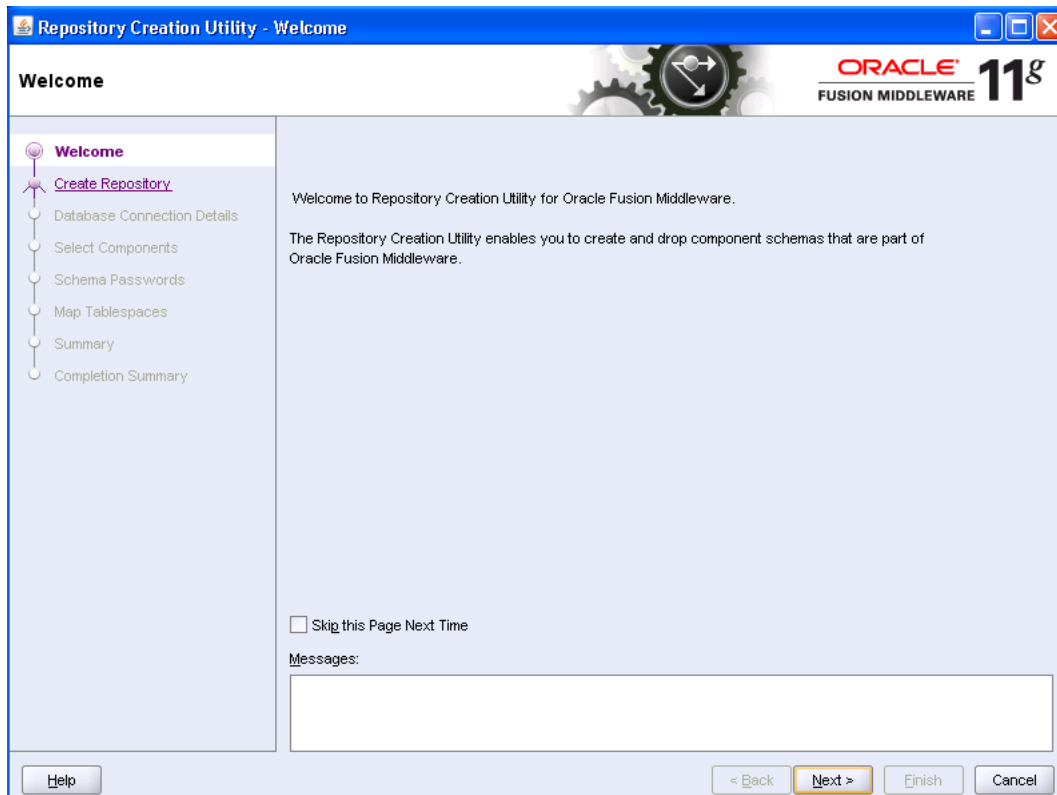 Repository Creation Utility - Welcome
Welcome
ORACLE
FUSION MIDDLEWARE
11g
Welcome
Create Repository
Database Connection Details
Select Components
Schema Passwords
Map Tablespaces
Summary
Completion Summary
Welcome to Repository Creation Utility for Oracle Fusion Middleware.
The Repository Creation Utility enables you to create and drop component schemas that are part of
Oracle Fusion Middleware.
Skip this Page Next Time
Messages:
Help
< Back
Next >
Finish
Cancel